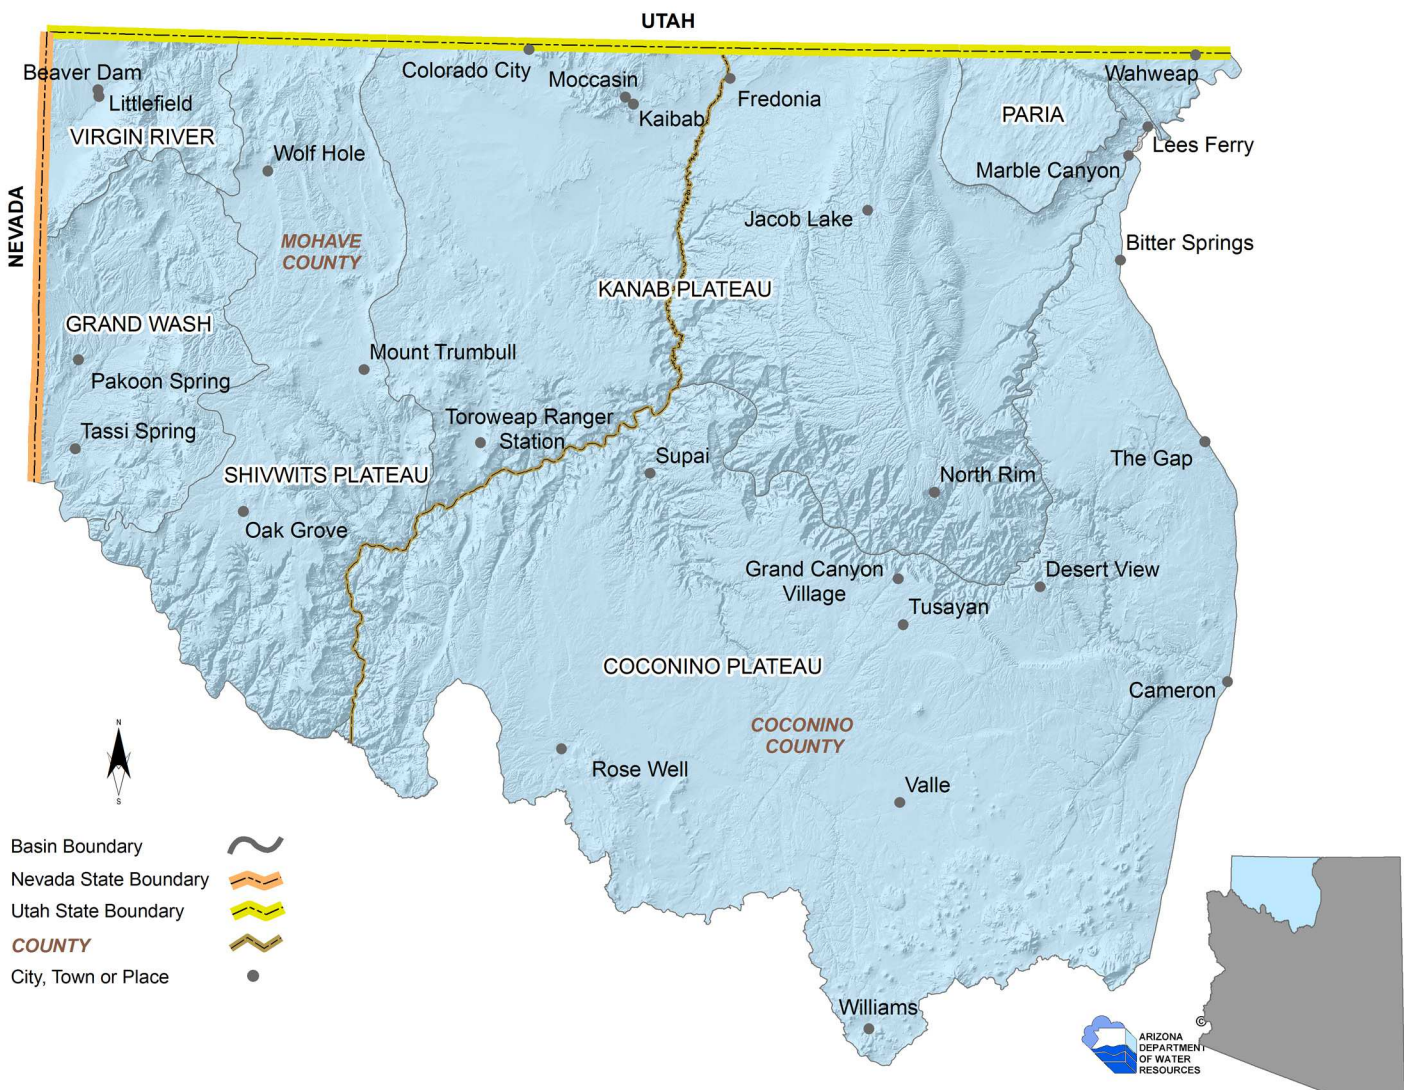 UTAH
Beaver Dam
Littlefield
VIRGIN RIVER
Colorado City
Moccasin
Kaibab
Fredonia
Wahweap
PARIA
Lees Ferry
Marble Canyon
Wolf Hole
NEVADA
MOHAVE
COUNTY
Jacob Lake
Bitter Springs
KANAB PLATEAU
GRAND WASH
Pakoon Spring
Mount Trumbull
Tassi Spring
Toroweap Ranger
Station
Supai
The Gap
SHIVWITS PLATEAU
North Rim
Oak Grove
Grand Canyon
Village
Desert View
Tusayan
COCONINO PLATEAU
Cameron
COCONINO
COUNTY
Rose Well
Valle
Williams
N
S
Basin Boundary
Nevada State Boundary
Utah State Boundary
COUNTY
City, Town or Place
©
ARIZONA
DEPARTMENT
OF WATER
RESOURCES